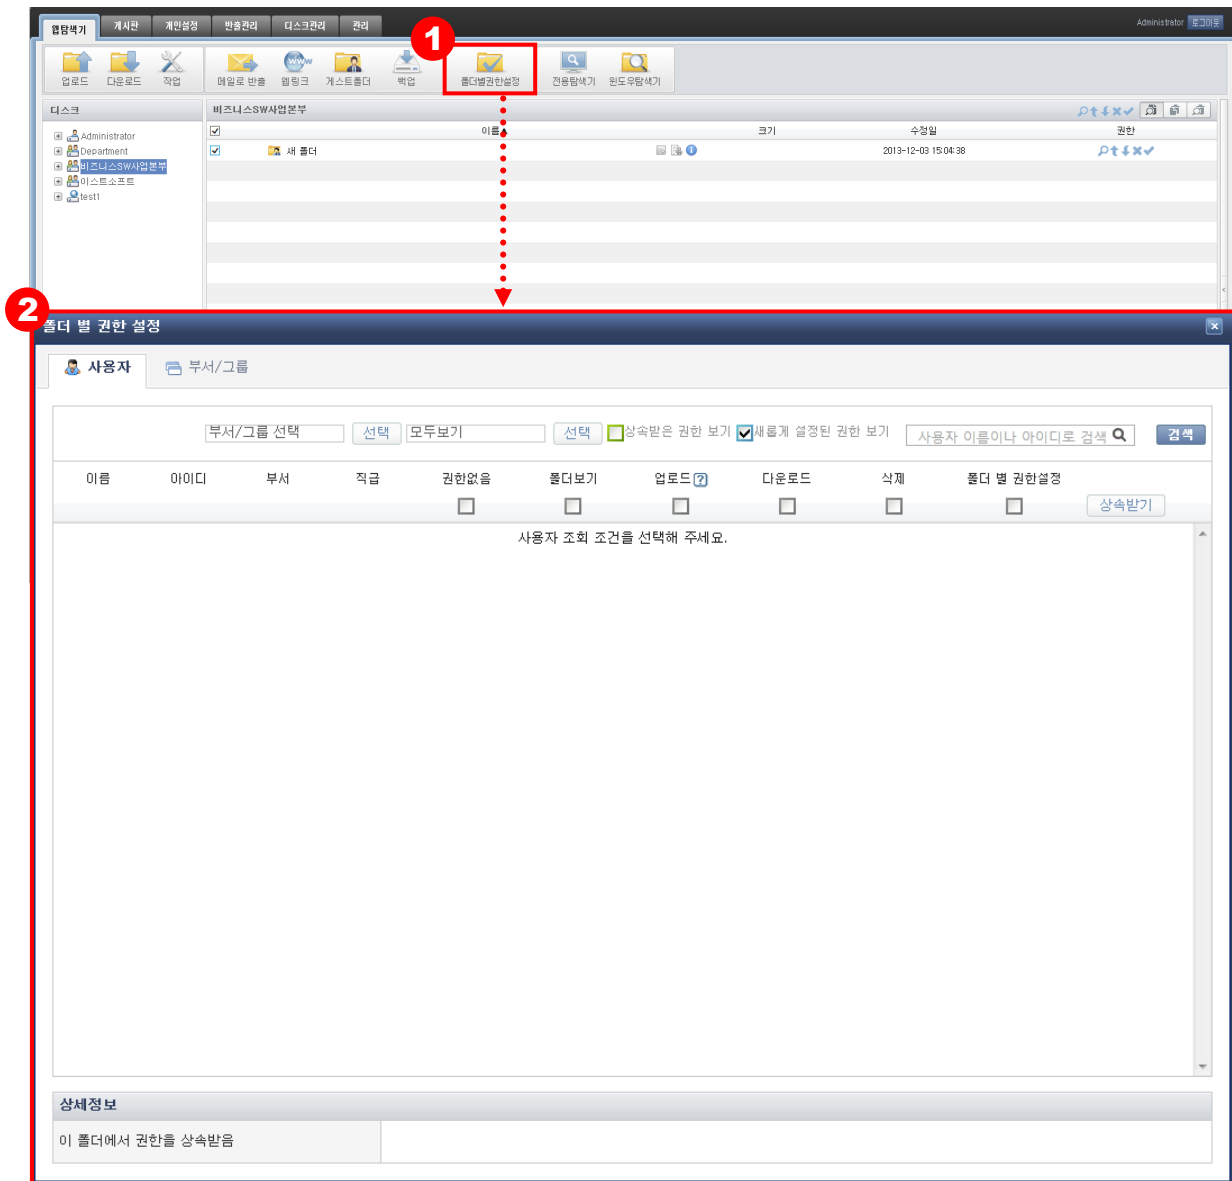 웹탐색기 게시판 개인설정 반출관리 디스크관리 관리 Administrator 로그아웃
1
업로드 다운로드 작업 메일로 반출 웹링크 게스트폴더 백업 폴더별권한설정 전용탐색기 윈도우탐색기
www
디스크 비즈니스SW사업본부
이름▲ 크기 수정일 권한
Administrator
Department
비즈니스SW사업본부
이스트소프트
test1
새 폴더 2013-12-03 15:04:38
2
폴더 별 권한 설정
사용자 부서/그룹
부서/그룹 선택 선택 모두보기 선택 상속받은 권한 보기 새롭게 설정된 권한 보기 사용자 이름이나 아이디로 검색 검색
이름 아이디 부서 직급 권한없음 폴더보기 업로드 ? 다운로드 삭제 폴더 별 권한설정
상속받기
사용자 조회 조건을 선택해 주세요.
상세정보
이 폴더에서 권한을 상속받음